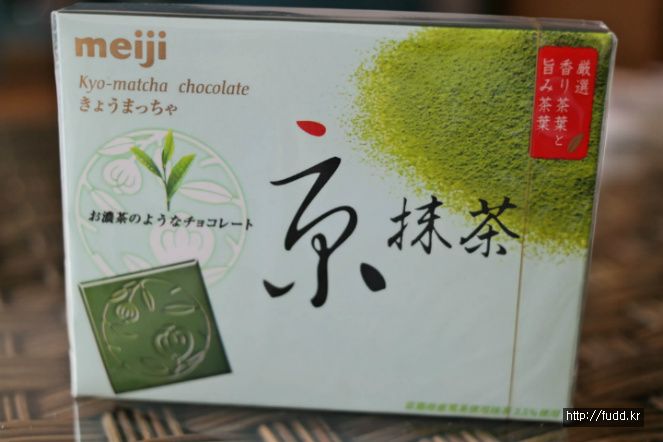 meiji
Kyo-matcha chocolate
きょうまっちゃ
厳選
香り茶葉と
旨み茶葉
お濃茶のようなチョコレート
京 抹茶
http://fudd.kr